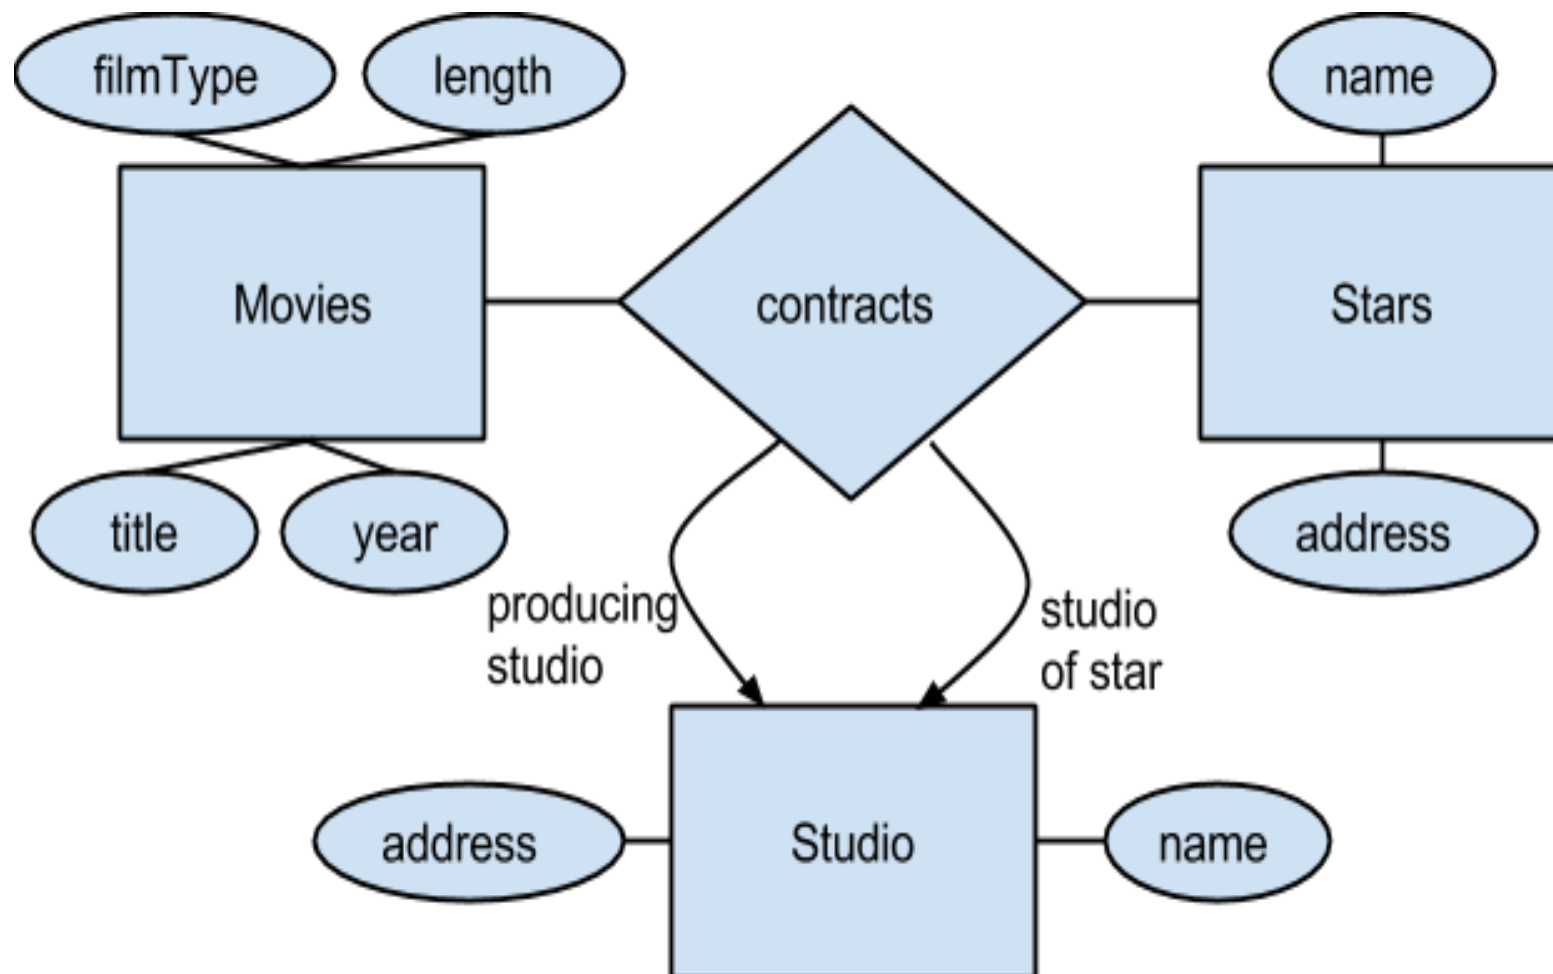 filmType
length
name
Movies
contracts
Stars
title
year
address
producing
studio
studio
of star
address
Studio
name